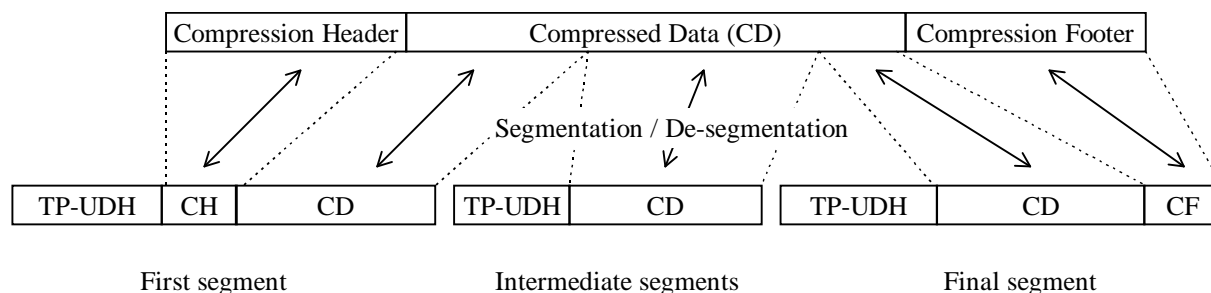 Compression Header Compressed Data (CD) Compression Footer
Segmentation / De-segmentation
TP-UDH CH CD TP-UDH CD TP-UDH CD CF
First segment Intermediate segments Final segment